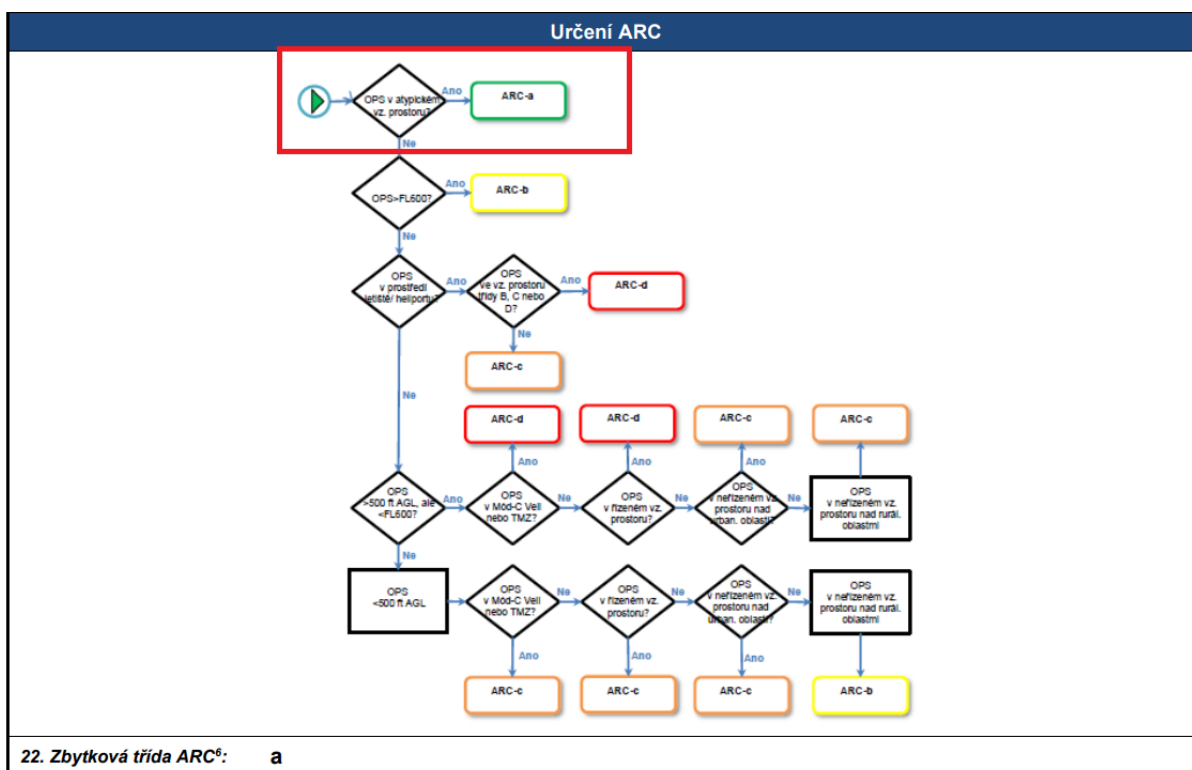 Určení ARC
OPS v atypickém
vz. prostoru?
Ano
ARC-a
Ne
OPS>FL600?
Ano
ARC-b
Ne
OPS
v prostředí
letiště/ heliportu?
Ano
OPS
ve vz. prostoru
třídy B, C nebo
D?
Ano
ARC-d
Ne
ARC-c
Ne
ARC-d
ARC-d
ARC-c
ARC-c
Ano
Ano
Ano
OPS
>500 ft AGL, ale
<FL600?
Ano
OPS
v Mód-C Veil
nebo TMZ?
Ne
OPS
v řízeném vz.
prostoru?
Ne
OPS
v neřízeném vz.
prostoru nad
urban. oblastí?
Ne
OPS
v neřízeném vz.
prostoru nad rurál.
oblastmi
Ne
OPS
<500 ft AGL
OPS
v Mód-C Veil
nebo TMZ?
Ne
OPS
v řízeném vz.
prostoru?
Ne
OPS
v neřízeném vz.
prostoru nad
urban. oblastí?
Ne
OPS
v neřízeném vz.
prostoru nad rurál.
oblastmi
Ano
Ano
Ano
ARC-c
ARC-c
ARC-c
ARC-b
22. Zbytková třída ARC⁶: a